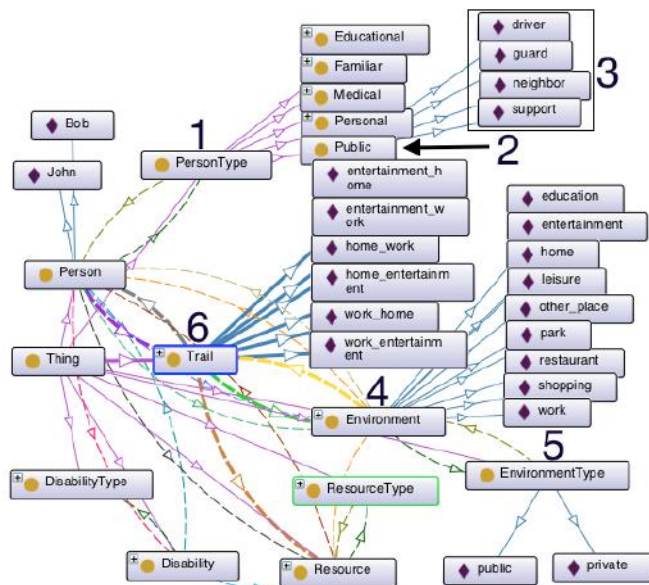 Educational
driver
Familiar
guard
3
Medical
neighbor
Bob
Personal
support
1
Public
2
John
PersonType
entertainment_h
ome
entertainment_w
ork
education
entertainment
home_work
home
Person
home_entertainm
ent
leisure
other_place
6
work_home
park
Thing
Trail
work_entertainm
ent
restaurant
4
shopping
Environment
work
5
DisabilityType
ResourceType
EnvironmentType
Disability
Resource
public
private